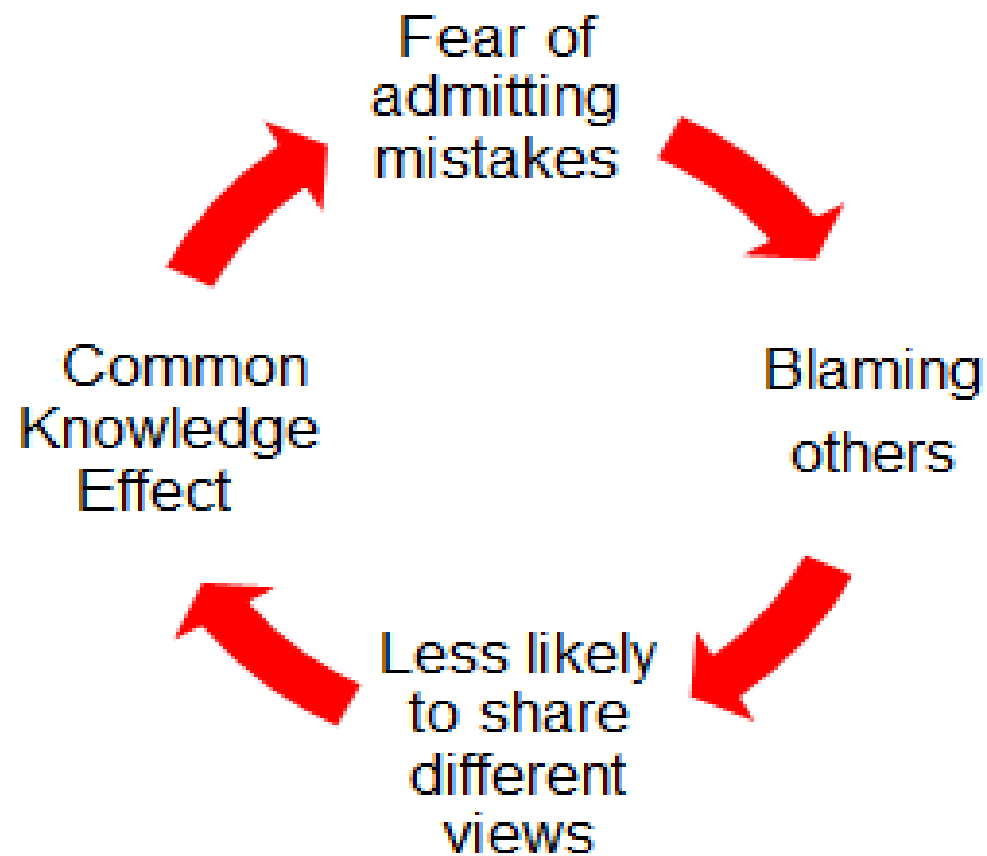 Fear of
admitting
mistakes
Blaming
others
Less likely
to share
different
views
Common
Knowledge
Effect